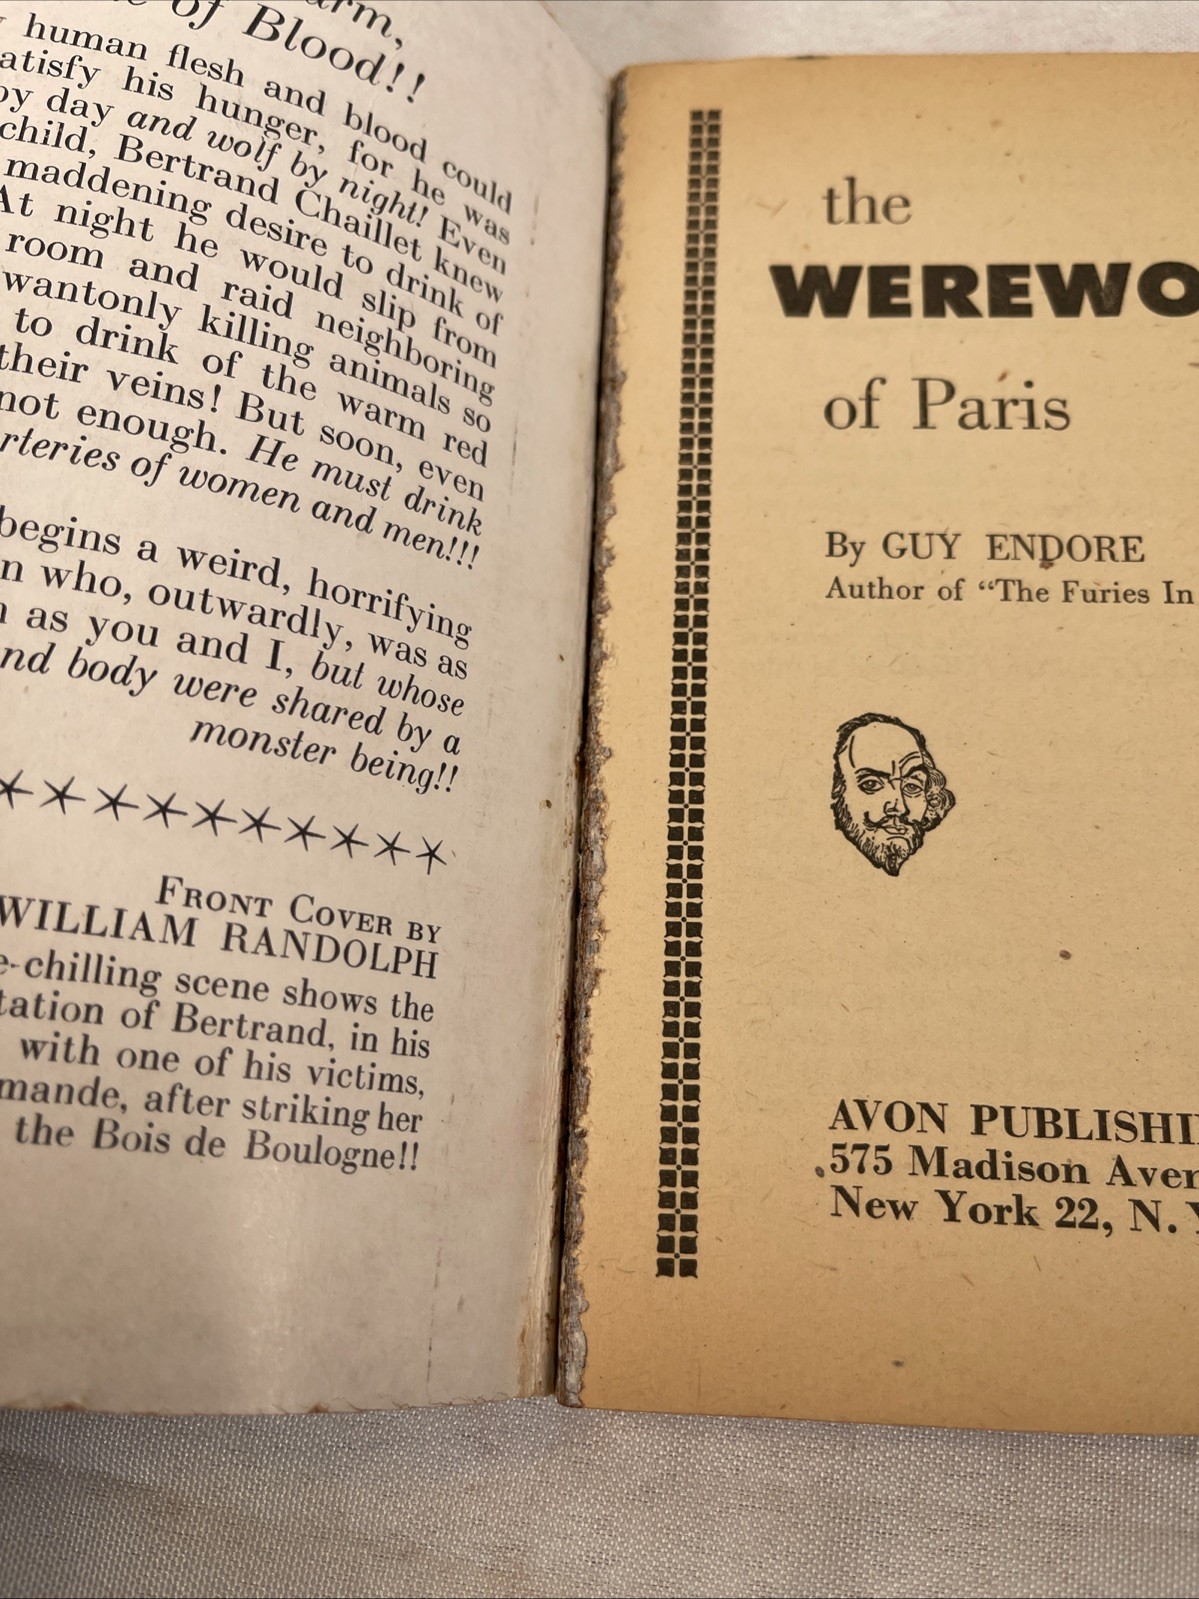 of Blood!!
human flesh and blood could
atisfy his hunger, for he was
by day and wolf by night! Even
child, Bertrand Chaillet knew
maddening desire to drink of
At night he would slip from
room and raid neighboring
wantonly killing animals so
to drink of the warm red
their veins! But soon, even
not enough. He must drink
rteries of women and men!!!
begins a weird, horrifying
n who, outwardly, was as
as you and I, but whose
nd body were shared by a
monster being!!
FRONT COVER BY
WILLIAM RANDOLPH
e-chilling scene shows the
tation of Bertrand, in his
with one of his victims,
mande, after striking her
the Bois de Boulogne!!
the
WEREWO
of Paris
By GUY ENDORE
Author of "The Furies In
AVON PUBLISHI
575 Madison Aven
New York 22, N. Y